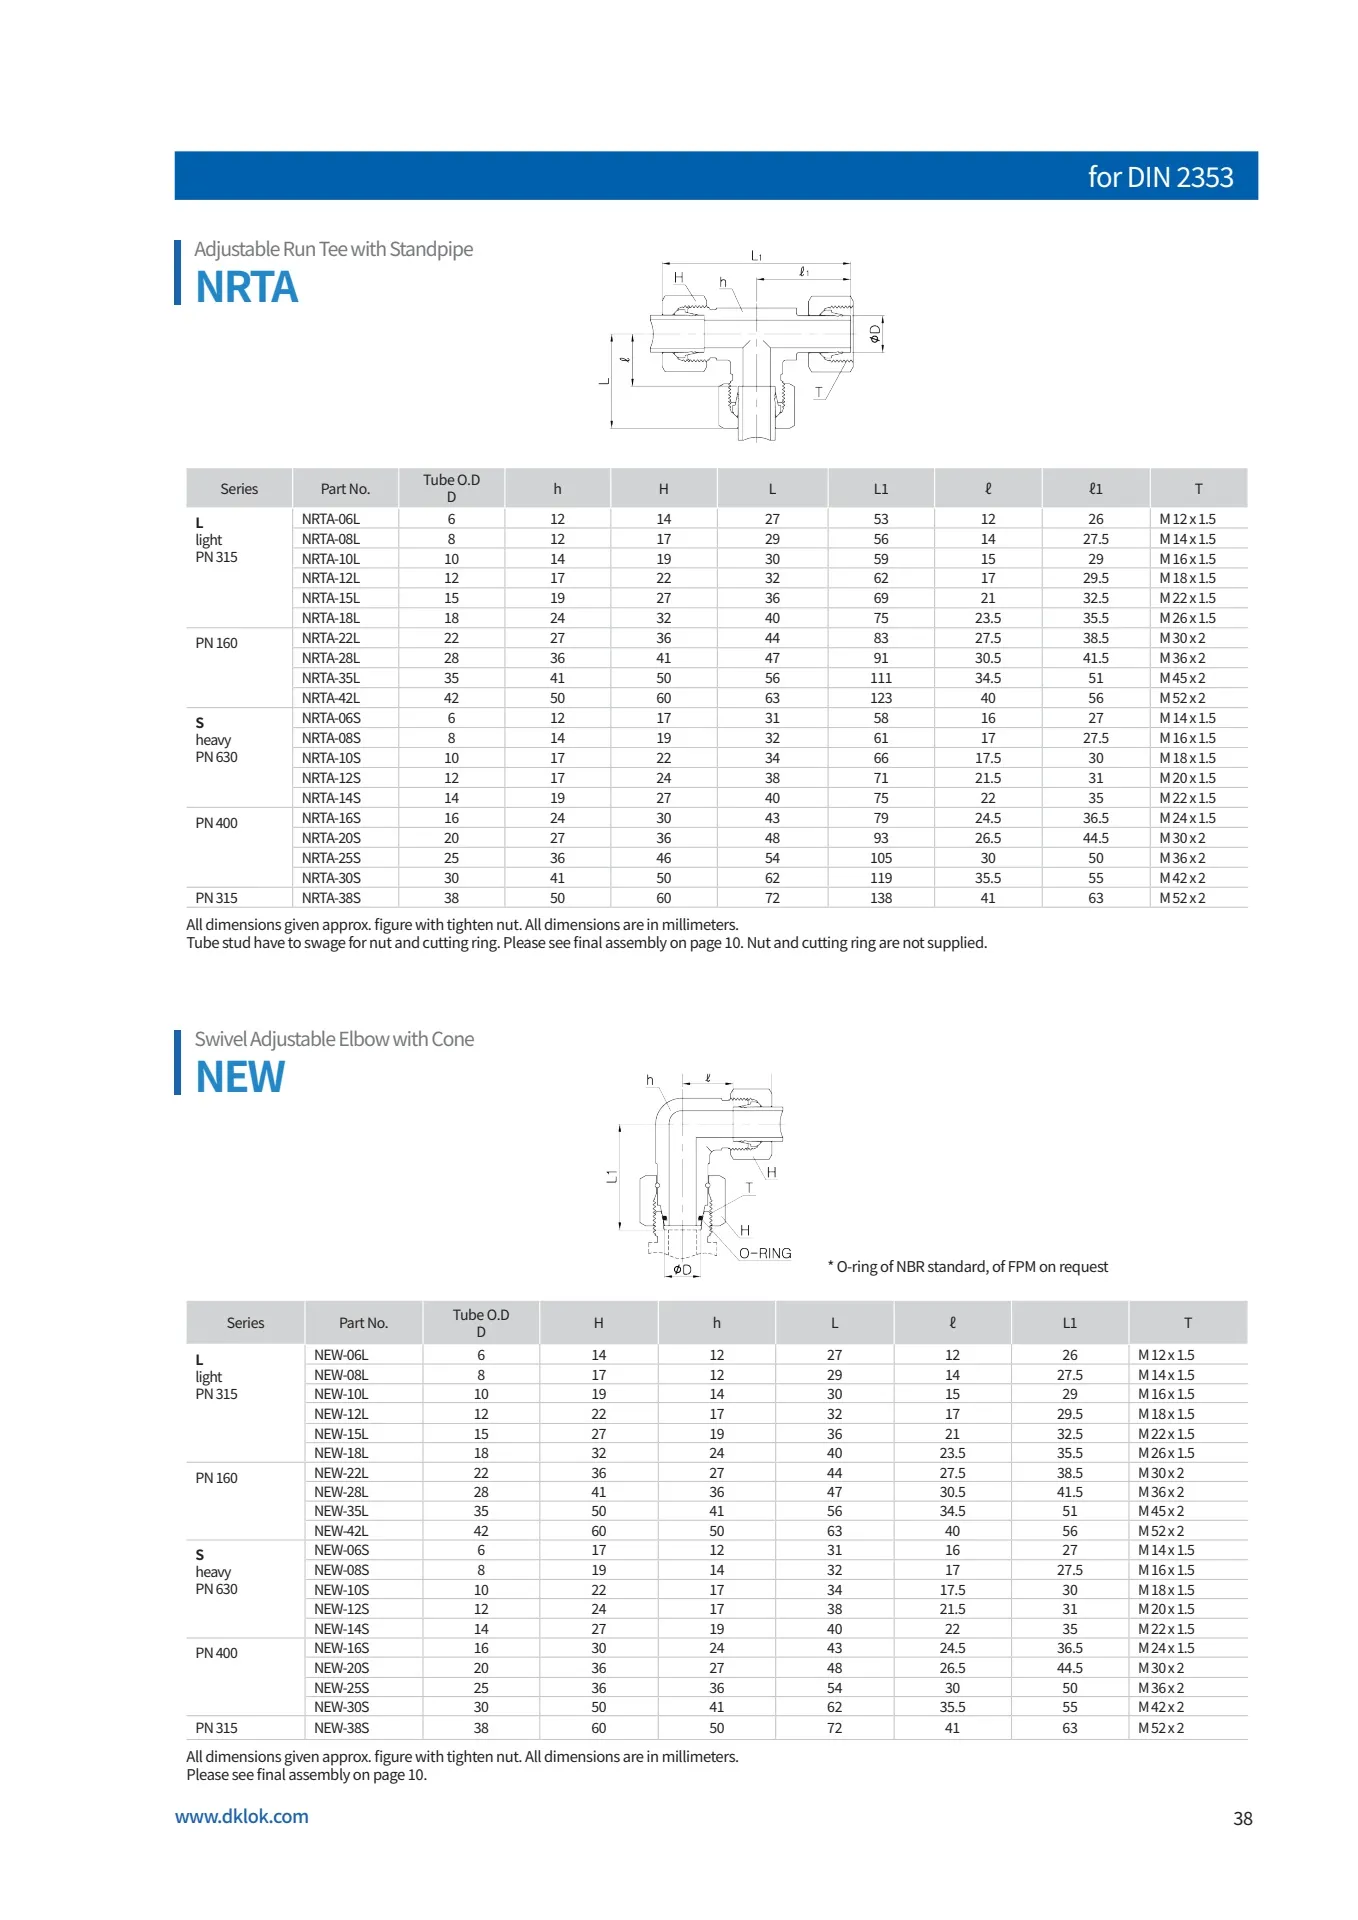 for DIN 2353
Adjustable Run Tee with Standpipe
NRTA
L1
ℓ1
H
h
ØD
ℓ
L
T
Series Part No. Tube O.D D h H L L1 ℓ ℓ1 T
L light PN 315
NRTA-06L 6 12 14 27 53 12 26 M 12 x 1.5
NRTA-08L 8 12 17 29 56 14 27.5 M 14 x 1.5
NRTA-10L 10 14 19 30 59 15 29 M 16 x 1.5
NRTA-12L 12 17 22 32 62 17 29.5 M 18 x 1.5
NRTA-15L 15 19 27 36 69 21 32.5 M 22 x 1.5
NRTA-18L 18 24 32 40 75 23.5 35.5 M 26 x 1.5
PN 160
NRTA-22L 22 27 36 44 83 27.5 38.5 M 30 x 2
NRTA-28L 28 36 41 47 91 30.5 41.5 M 36 x 2
NRTA-35L 35 41 50 56 111 34.5 51 M 45 x 2
NRTA-42L 42 50 60 63 123 40 56 M 52 x 2
S heavy PN 630
NRTA-06S 6 12 17 31 58 16 27 M 14 x 1.5
NRTA-08S 8 14 19 32 61 17 27.5 M 16 x 1.5
NRTA-10S 10 17 22 34 66 17.5 30 M 18 x 1.5
NRTA-12S 12 17 24 38 71 21.5 31 M 20 x 1.5
NRTA-14S 14 19 27 40 75 22 35 M 22 x 1.5
PN 400
NRTA-16S 16 24 30 43 79 24.5 36.5 M 24 x 1.5
NRTA-20S 20 27 36 48 93 26.5 44.5 M 30 x 2
NRTA-25S 25 36 46 54 105 30 50 M 36 x 2
NRTA-30S 30 41 50 62 119 35.5 55 M 42 x 2
PN 315 NRTA-38S 38 50 60 72 138 41 63 M 52 x 2
All dimensions given approx. figure with tighten nut. All dimensions are in millimeters.
Tube stud have to swage for nut and cutting ring. Please see final assembly on page 10. Nut and cutting ring are not supplied.
Swivel Adjustable Elbow with Cone
NEW
h
ℓ
L1
H
T
H
O-RING
ØD
* O-ring of NBR standard, of FPM on request
Series Part No. Tube O.D D H h L ℓ L1 T
L light PN 315
NEW-06L 6 14 12 27 12 26 M 12 x 1.5
NEW-08L 8 17 12 29 14 27.5 M 14 x 1.5
NEW-10L 10 19 14 30 15 29 M 16 x 1.5
NEW-12L 12 22 17 32 17 29.5 M 18 x 1.5
NEW-15L 15 27 19 36 21 32.5 M 22 x 1.5
NEW-18L 18 32 24 40 23.5 35.5 M 26 x 1.5
PN 160
NEW-22L 22 36 27 44 27.5 38.5 M 30 x 2
NEW-28L 28 41 36 47 30.5 41.5 M 36 x 2
NEW-35L 35 50 41 56 34.5 51 M 45 x 2
NEW-42L 42 60 50 63 40 56 M 52 x 2
S heavy PN 630
NEW-06S 6 17 12 31 16 27 M 14 x 1.5
NEW-08S 8 19 14 32 17 27.5 M 16 x 1.5
NEW-10S 10 22 17 34 17.5 30 M 18 x 1.5
NEW-12S 12 24 17 38 21.5 31 M 20 x 1.5
NEW-14S 14 27 19 40 22 35 M 22 x 1.5
PN 400
NEW-16S 16 30 24 43 24.5 36.5 M 24 x 1.5
NEW-20S 20 36 27 48 26.5 44.5 M 30 x 2
NEW-25S 25 36 36 54 30 50 M 36 x 2
NEW-30S 30 50 41 62 35.5 55 M 42 x 2
PN 315 NEW-38S 38 60 50 72 41 63 M 52 x 2
All dimensions given approx. figure with tighten nut. All dimensions are in millimeters.
Please see final assembly on page 10.
www.dklok.com
38